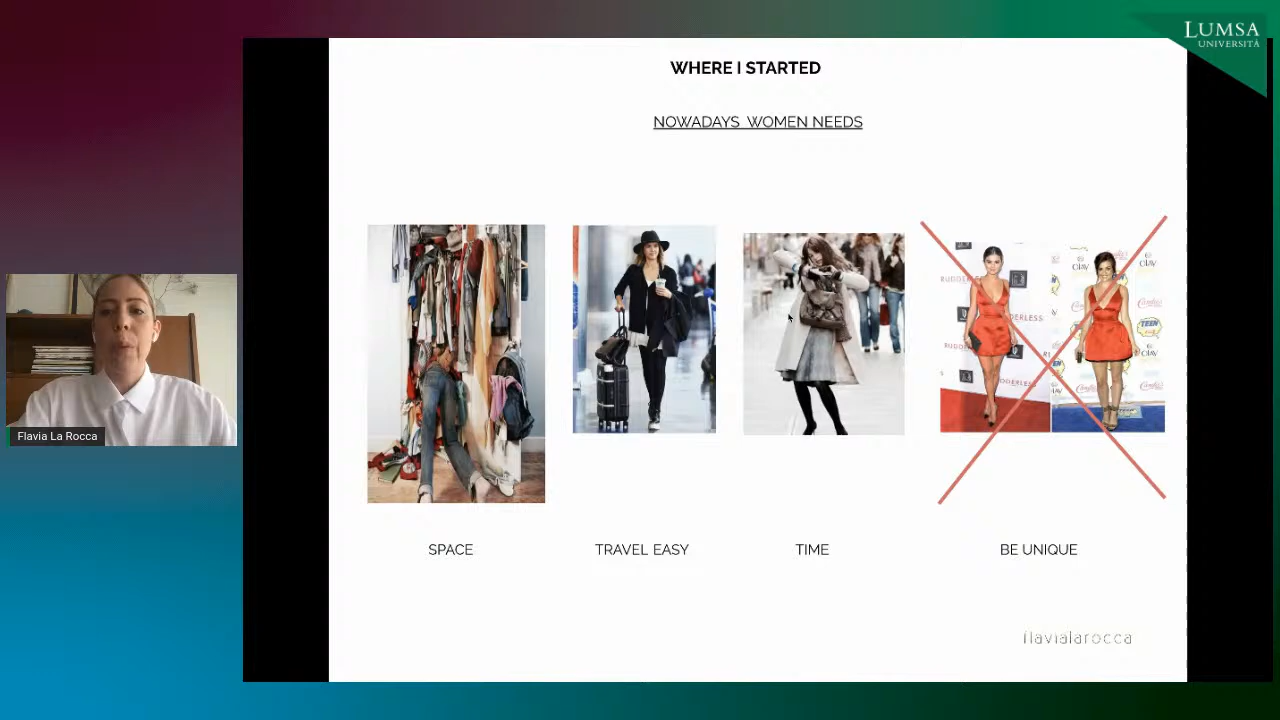 LUMSA
UNIVERSITÀ
WHERE I STARTED
NOWADAYS WOMEN NEEDS
SPACE
TRAVEL EASY
TIME
BE UNIQUE
flavialarocca
Flavia La Rocca